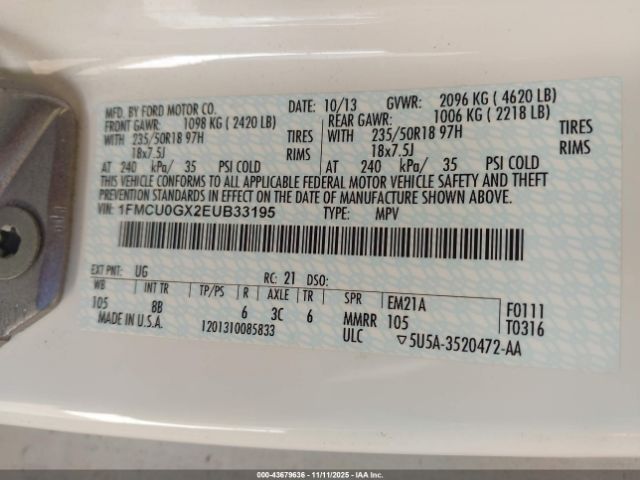 MFD. BY FORD MOTOR CO.
DATE: 10/13 GVWR: 2096 KG ( 4620 LB)
FRONT GAWR: 1098 KG ( 2420 LB) REAR GAWR: 1006 KG ( 2218 LB)
WITH 235/50R18 97H TIRES WITH 235/50R18 97H TIRES
18x7.5J RIMS 18x7.5J RIMS
AT 240 kPa/ 35 PSI COLD AT 240 kPa/ 35 PSI COLD
THIS VEHICLE CONFORMS TO ALL APPLICABLE FEDERAL MOTOR VEHICLE SAFETY AND THEFT
PREVENTION STANDARDS IN EFFECT ON THE DATE OF MANUFACTURE SHOWN ABOVE.
VIN: 1FMCU0GX2EUB33195 TYPE: MPV
EXT PNT: UG RC: 21 DSO:
WB INT TR TP/PS R AXLE TR SPR EM21A F0111
105 8B 6 3C 6 MMRR 105 T0316
MADE IN U.S.A. 1201310085833 ULC ▽5U5A-3520472-AA
000-43679636 - 11/11/2025 - IAA